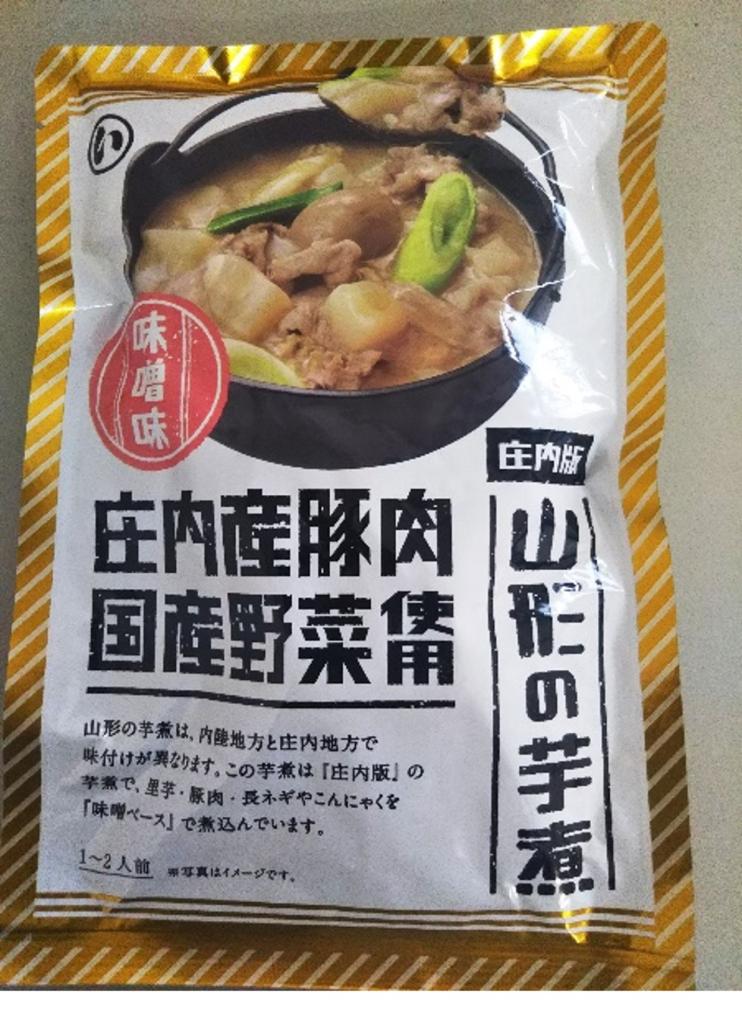 い
味噌味
庄内版
山形の芋煮
庄内産豚肉
国産野菜使用
山形の芋煮は、内陸地方と庄内地方で
味付けが異なります。この芋煮は『庄内版』の
芋煮で、里芋・豚肉・長ネギやこんにゃくを
『味噌ベース』で煮込んでいます。
1～2人前 ※写真はイメージです。